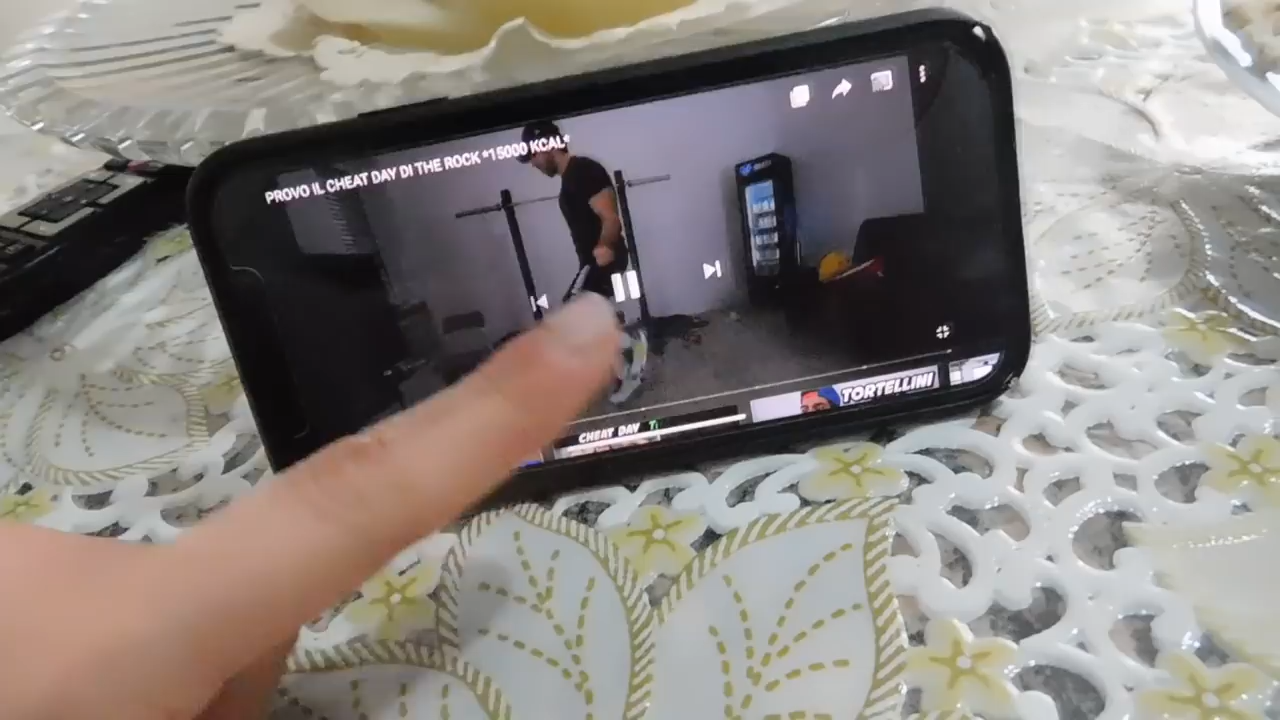 PROVO IL CHEAT DAY DI THE ROCK *15000 KCAL*
TORTELLINI
CHEAT DAY